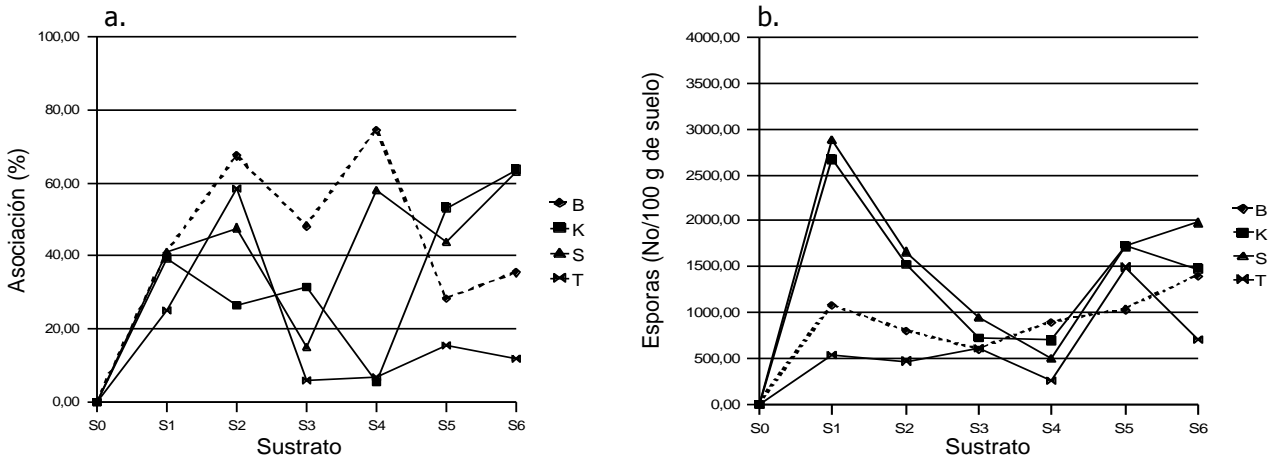 a.
100,00
80,00
60,00
40,00
20,00
0,00
Asociación (%)
S0 S1 S2 S3 S4 S5 S6
Sustrato
B
K
S
T
b.
4000,00
3500,00
3000,00
2500,00
2000,00
1500,00
1000,00
500,00
0,00
Esporas (No/100 g de suelo)
S0 S1 S2 S3 S4 S5 S6
Sustrato
B
K
S
T